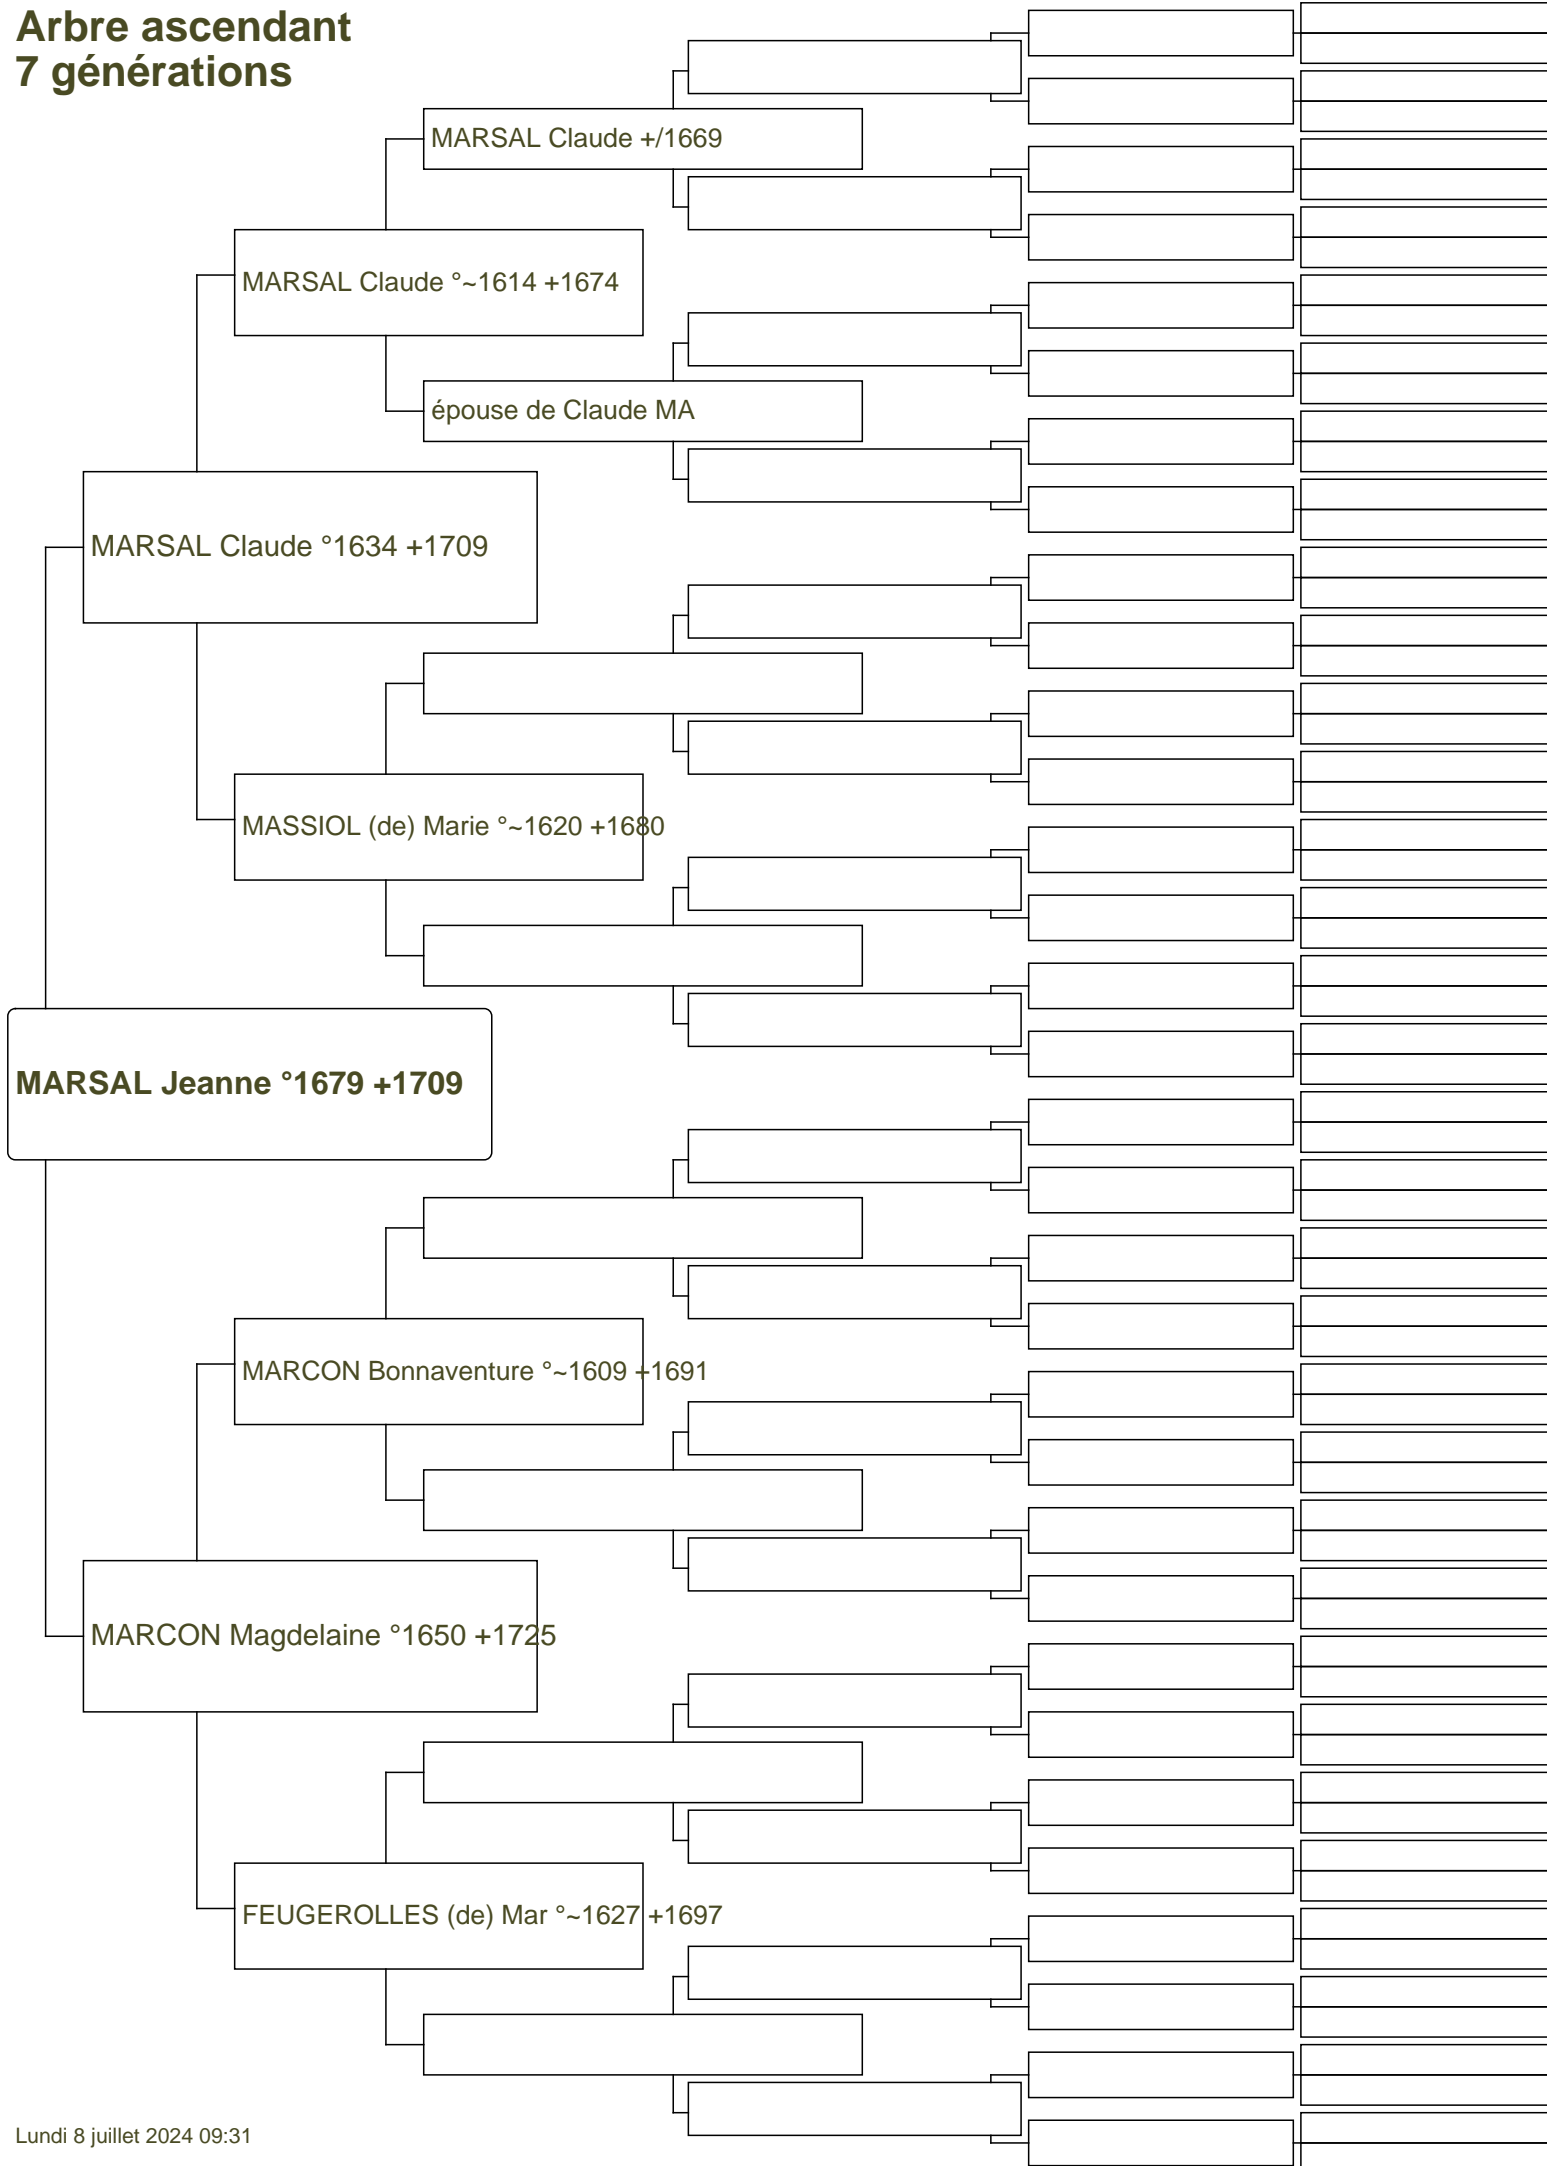 Arbre ascendant
7 générations
MARSAL Claude +/1669
MARSAL Claude °~1614 +1674
épouse de Claude MA
MARSAL Claude °1634 +1709
MASSIOL (de) Marie °~1620 +1680
MARSAL Jeanne °1679 +1709
MARCON Bonnaventure °~1609 +1691
MARCON Magdelaine °1650 +1725
FEUGEROLLES (de) Mar °~1627 +1697
Lundi 8 juillet 2024 09:31